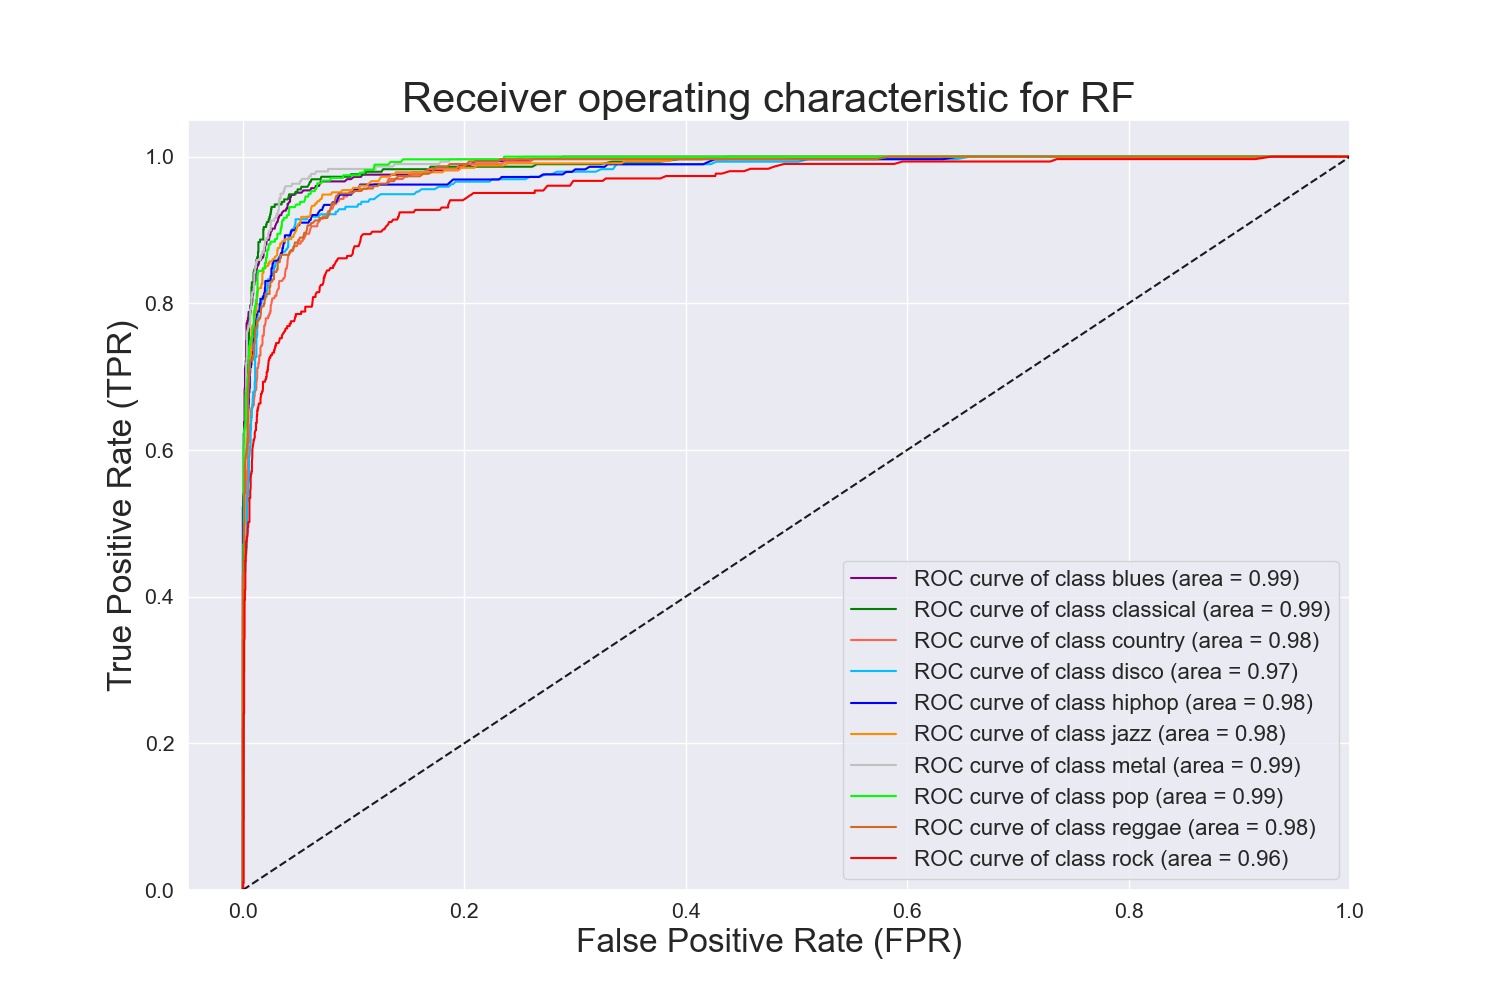 Receiver operating characteristic for RF
True Positive Rate (TPR)
1.0
0.8
0.6
0.4
0.2
0.0
ROC curve of class blues (area = 0.99)
ROC curve of class classical (area = 0.99)
ROC curve of class country (area = 0.98)
ROC curve of class disco (area = 0.97)
ROC curve of class hiphop (area = 0.98)
ROC curve of class jazz (area = 0.98)
ROC curve of class metal (area = 0.99)
ROC curve of class pop (area = 0.99)
ROC curve of class reggae (area = 0.98)
ROC curve of class rock (area = 0.96)
0.0 0.2 0.4 0.6 0.8 1.0
False Positive Rate (FPR)